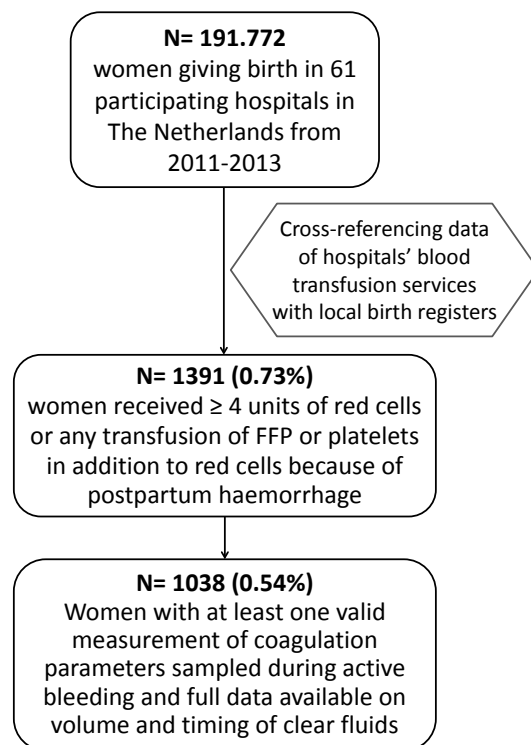 N= 191.772
women giving birth in 61
participating hospitals in
The Netherlands from
2011-2013
Cross-referencing data
of hospitals’ blood
transfusion services
with local birth registers
N= 1391 (0.73%)
women received ≥ 4 units of red cells
or any transfusion of FFP or platelets
in addition to red cells because of
postpartum haemorrhage
N= 1038 (0.54%)
Women with at least one valid
measurement of coagulation
parameters sampled during active
bleeding and full data available on
volume and timing of clear fluids